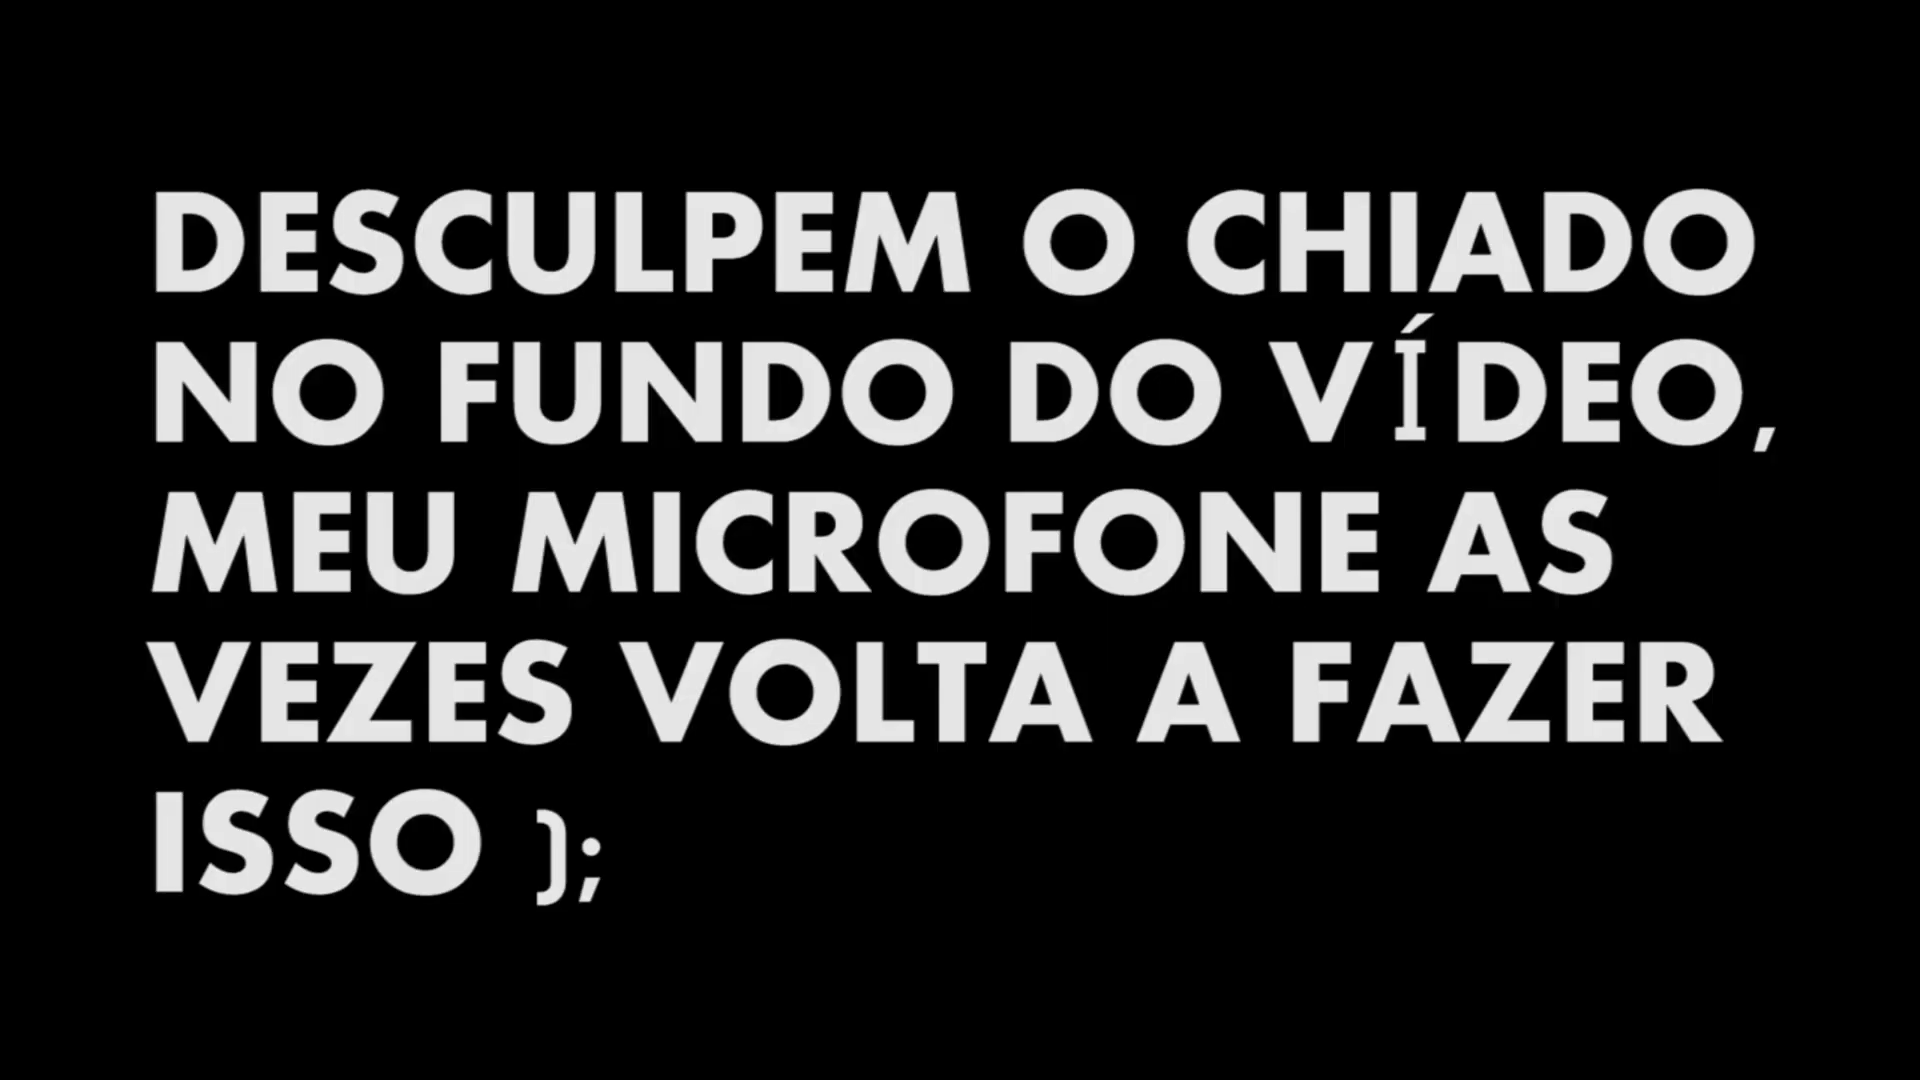 DESCULPEM O CHIADO
NO FUNDO DO VÍDEO,
MEU MICROFONE AS
VEZES VOLTA A FAZER
ISSO );